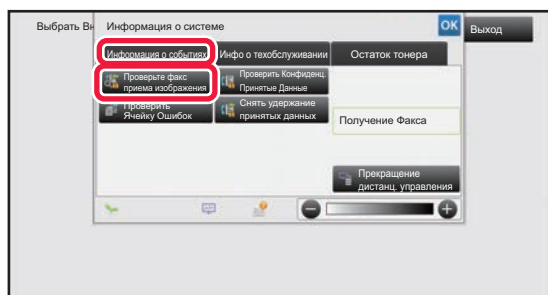 Выбрать Вн
Информация о системе
OK
Выход
Информация о событиях
Инфо о техобслуживании
Остаток тонера
Проверьте факс
приема изображения
Проверить Конфиденц.
Принятые Данные
Проверить
Ячейку Ошибок
Снять удержание
принятых данных
Получение Факса
Прекращение
дистанц. управления